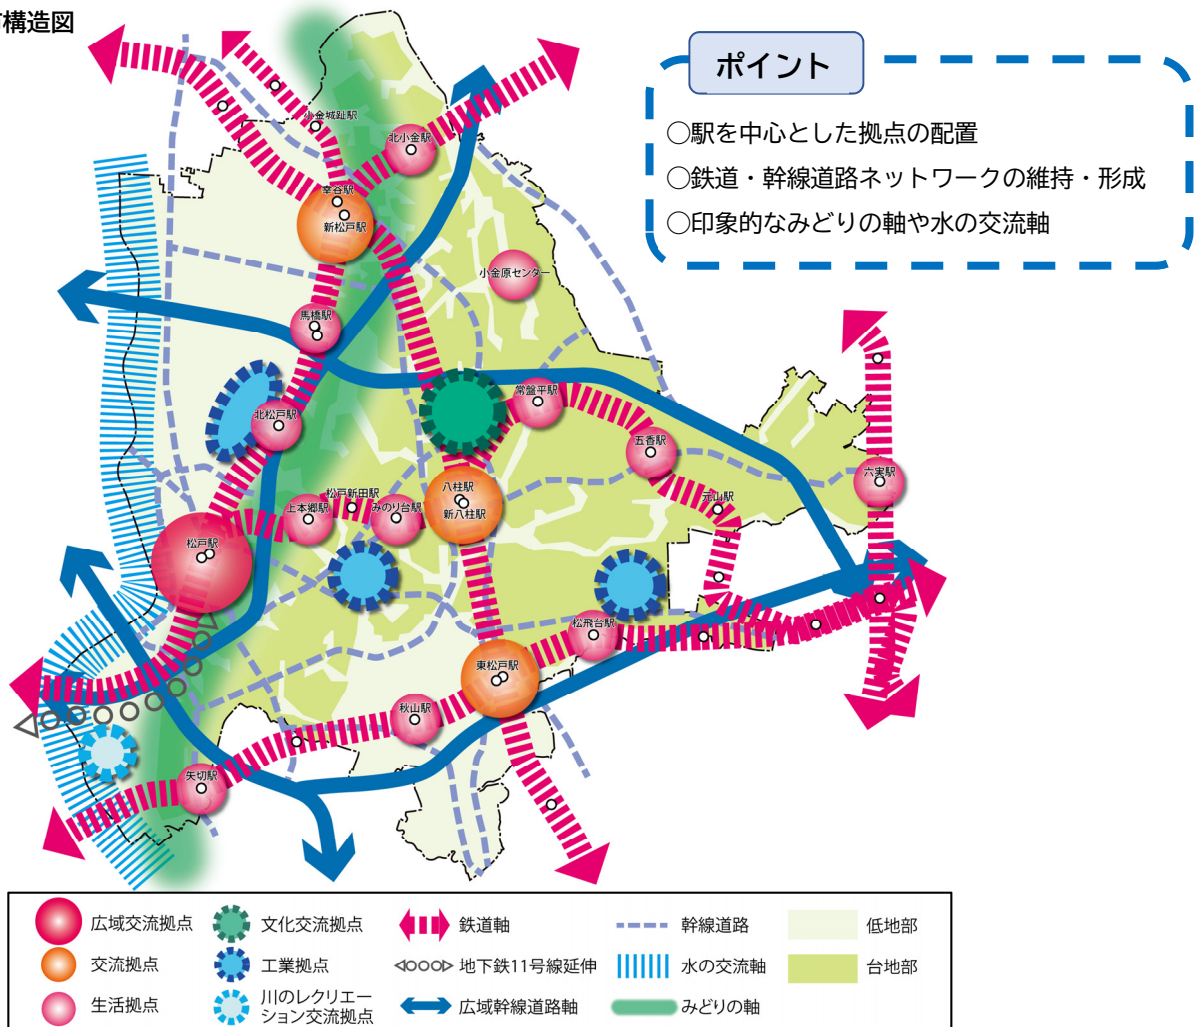 構造図
ポイント
○駅を中心とした拠点の配置
○鉄道・幹線道路ネットワークの維持・形成
○印象的なみどりの軸や水の交流軸
小金城趾駅
北小金駅
幸谷駅
新松戸駅
小金原センター
馬橋駅
常盤平駅
北松戸駅
五香駅
六実駅
八柱駅
新八柱駅
松戸新田駅
上本郷駅
みのり台駅
元山駅
松戸駅
松飛台駅
東松戸駅
秋山駅
矢切駅
広域交流拠点
文化交流拠点
鉄道軸
幹線道路
低地部
交流拠点
工業拠点
地下鉄11号線延伸
水の交流軸
台地部
生活拠点
川のレクリエー
ション交流拠点
広域幹線道路軸
みどりの軸